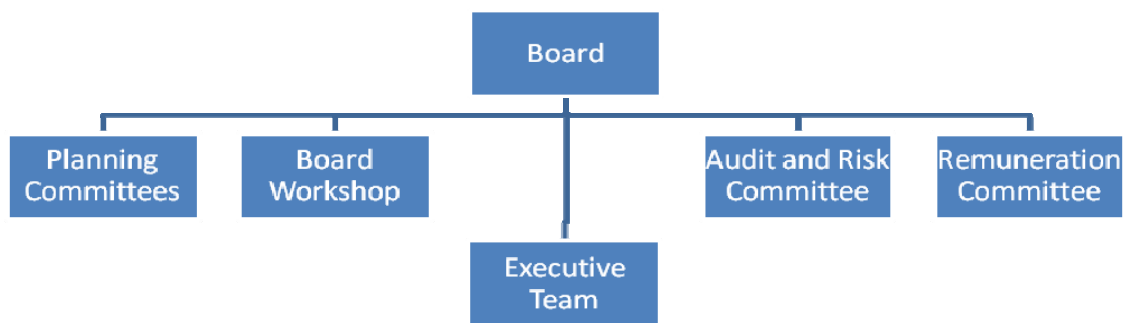 Board
Planning
Committees
Board
Workshop
Audit and Risk
Committee
Remuneration
Committee
Executive
Team